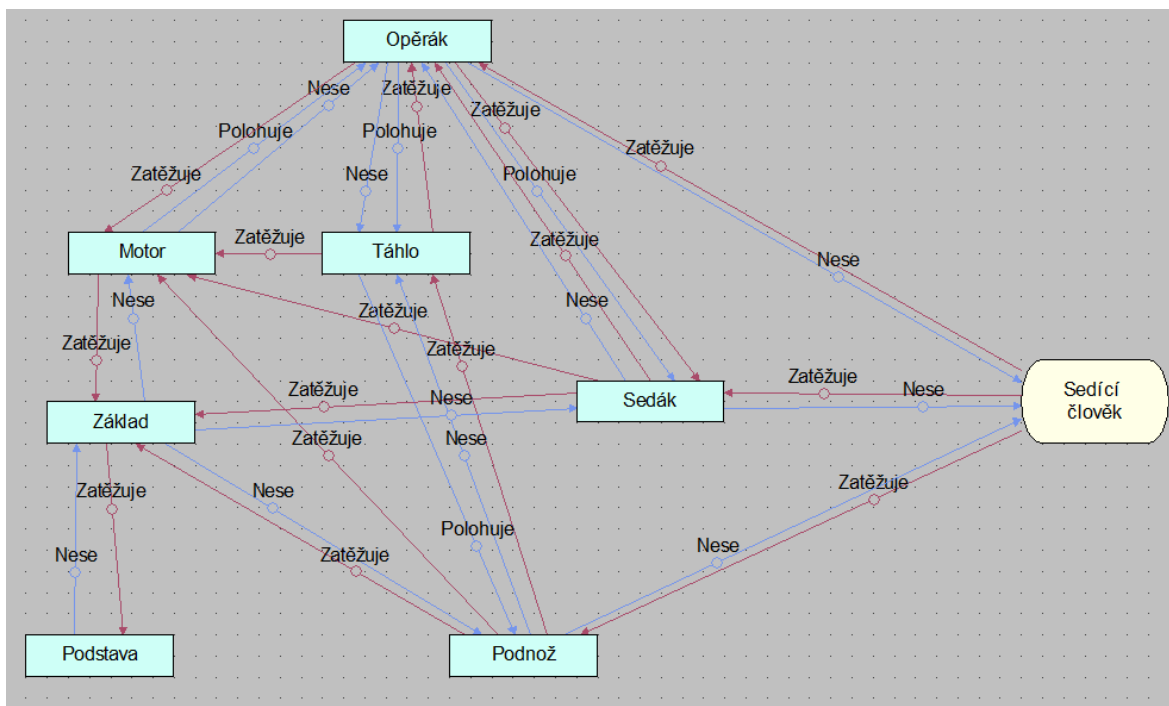 Opěrák
Nese
Zatěžuje
Zatěžuje
Polohuje
Polohuje
Zatěžuje
Zatěžuje
Nese
Polohuje
Zatěžuje
Motor
Zatěžuje
Táhlo
Zatěžuje
Nese
Nese
Nese
Zatěžuje
Zatěžuje
Zatěžuje
Zatěžuje
Nese
Nese
Sedák
Sedící
člověk
Základ
Zatěžuje
Zatěžuje
Nese
Zatěžuje
Nese
Zatěžuje
Polohuje
Nese
Nese
Zatěžuje
Podstava
Podnož